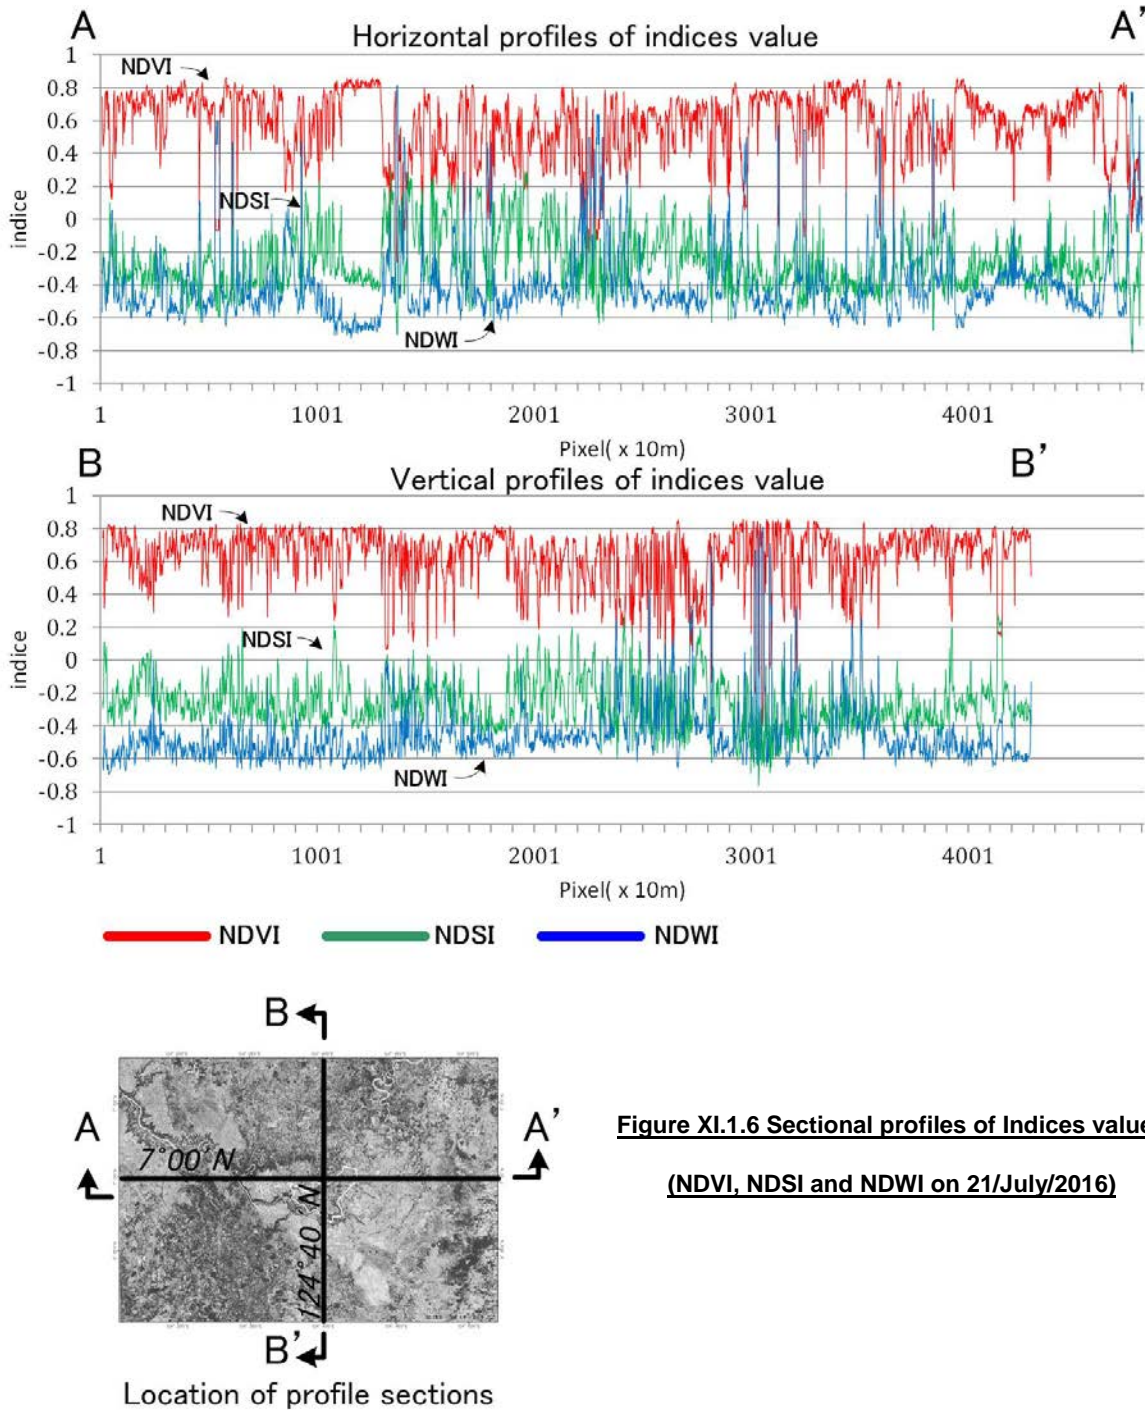 A A'
Horizontal profiles of indices value
1
0.8
0.6
0.4
0.2
0
-0.2
-0.4
-0.6
-0.8
-1
indice
NDVI
NDSI
NDWI
1 1001 2001 3001 4001
Pixel( x 10m)
B B'
Vertical profiles of indices value
1
0.8
0.6
0.4
0.2
0
-0.2
-0.4
-0.6
-0.8
-1
indice
NDVI
NDSI
NDWI
1 1001 2001 3001 4001
Pixel( x 10m)
NDVI NDSI NDWI
B
A A'
7°00'N
124°40'N
B'
Location of profile sections
Figure XI.1.6 Sectional profiles of Indices value
(NDVI, NDSI and NDWI on 21/July/2016)